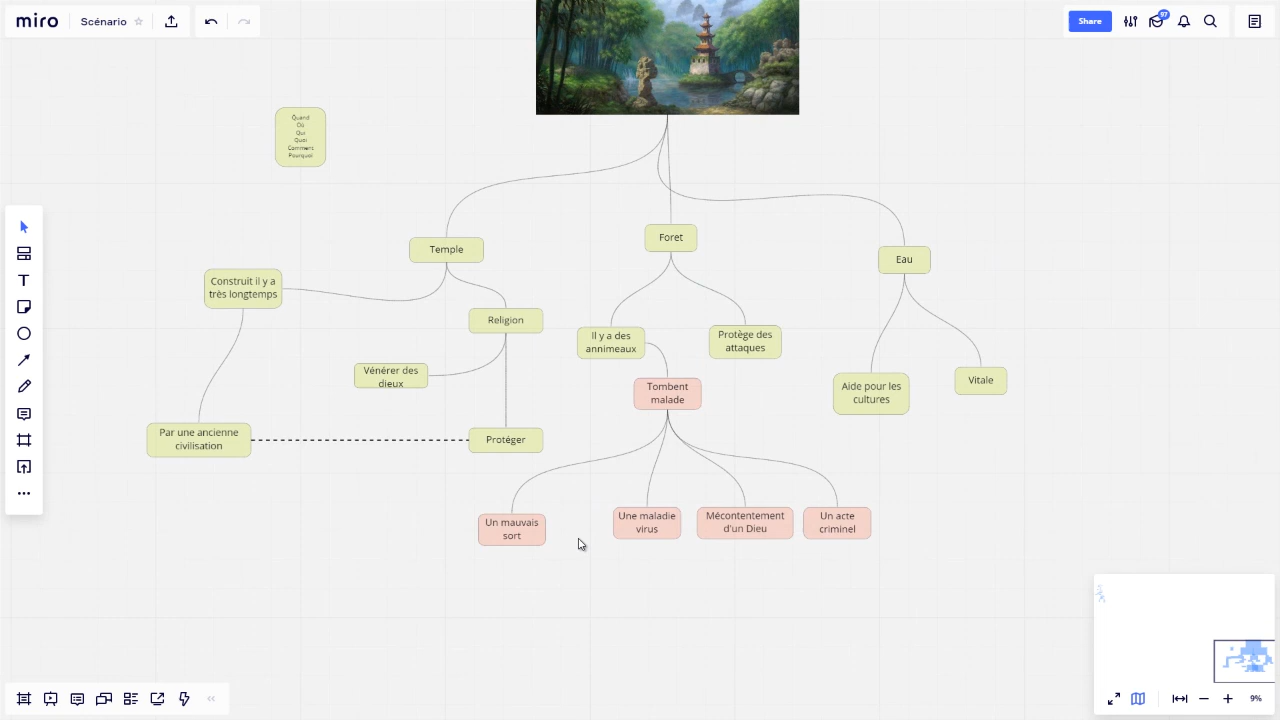 miro
Scénario
Share
97
Quand
Où
Qui
Quoi
Comment
Pourquoi
Temple
Foret
Eau
Construit il y a
très longtemps
Religion
Il y a des
annimeaux
Protège des
attaques
Vénérer des
dieux
Tombent
malade
Aide pour les
cultures
Vitale
Par une ancienne
civilisation
Protéger
Un mauvais
sort
Une maladie
virus
Mécontentement
d'un Dieu
Un acte
criminel
9%